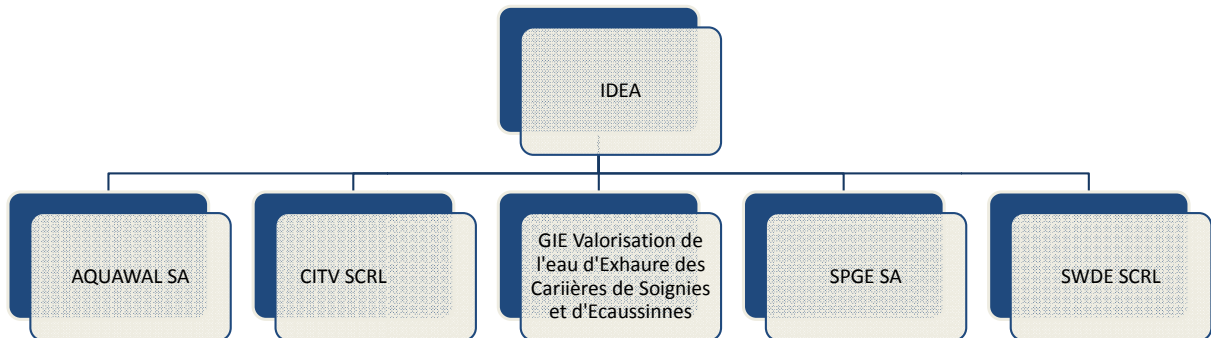 IDEA
AQUAWAL SA
CITV SCRL
GIE Valorisation de
l'eau d'Exhaure des
Cariières de Soignies
et d'Ecaussinnes
SPGE SA
SWDE SCRL